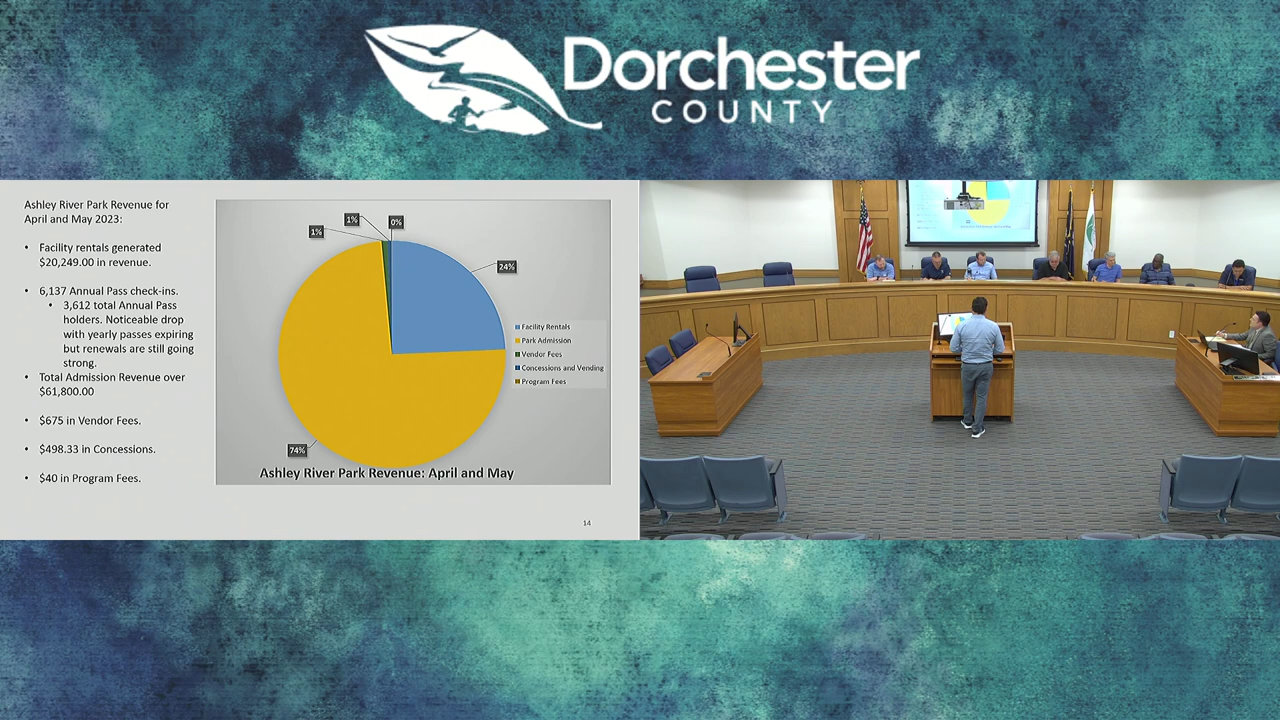 Dorchester
COUNTY
Ashley River Park Revenue for
April and May 2023:
• Facility rentals generated
$20,249.00 in revenue.
• 6,137 Annual Pass checkins.
• 3,612 total Annual Pass
holders. Noticeable drop
with yearly passes expiring
but renewals are still going
strong.
• Total Admission Revenue over
$61,800.00
• $675 in Vendor Fees.
• $498.33 in Concessions.
• $40 in Program Fees.
1%
1%
0%
24%
74%
Facility Rentals
Park Admission
Vendor Fees
Concessions and Vending
Program Fees
Ashley River Park Revenue: April and May
14